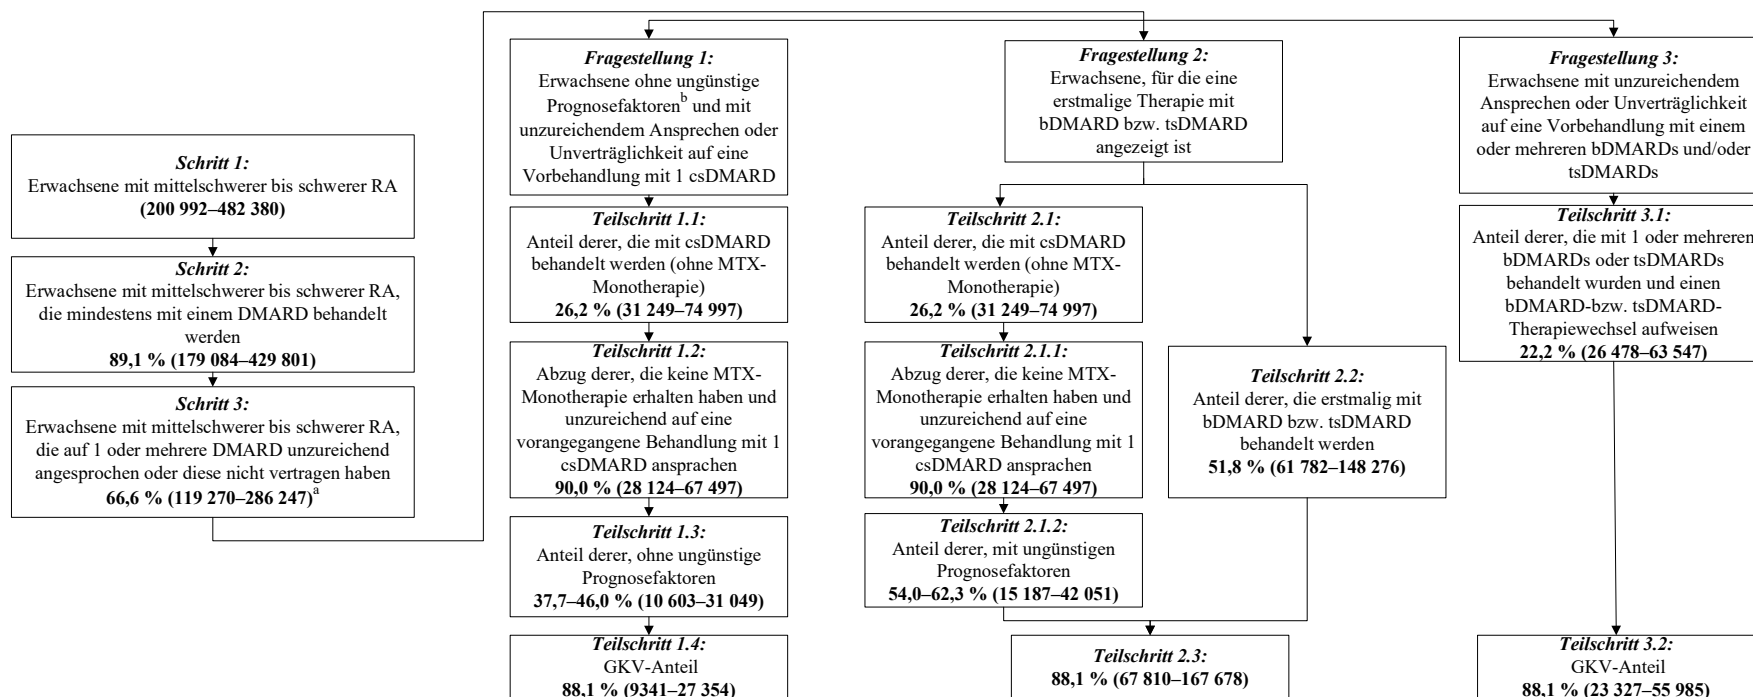 Schritt 1:
Erwachsene mit mittelschwerer bis schwerer RA
(200 992–482 380)
Schritt 2:
Erwachsene mit mittelschwerer bis schwerer RA,
die mindestens mit einem DMARD behandelt
werden
89,1 % (179 084–429 801)
Schritt 3:
Erwachsene mit mittelschwerer bis schwerer RA,
die auf 1 oder mehrere DMARD unzureichend
angesprochen oder diese nicht vertragen haben
66,6 % (119 270–286 247)a
Fragestellung 1:
Erwachsene ohne ungünstige
Prognosefaktorenb und mit
unzureichendem Ansprechen oder
Unverträglichkeit auf eine
Vorbehandlung mit 1 csDMARD
Teilschritt 1.1:
Anteil derer, die mit csDMARD
behandelt werden (ohne MTX-
Monotherapie)
26,2 % (31 249–74 997)
Teilschritt 1.2:
Abzug derer, die keine MTX-
Monotherapie erhalten haben und
unzureichend auf eine
vorangegangene Behandlung mit 1
csDMARD ansprachen
90,0 % (28 124–67 497)
Teilschritt 1.3:
Anteil derer, ohne ungünstige
Prognosefaktoren
37,7–46,0 % (10 603–31 049)
Teilschritt 1.4:
GKV-Anteil
88,1 % (9341–27 354)
Fragestellung 2:
Erwachsene, für die eine
erstmalige Therapie mit
bDMARD bzw. tsDMARD
angezeigt ist
Teilschritt 2.1:
Anteil derer, die mit csDMARD
behandelt werden (ohne MTX-
Monotherapie)
26,2 % (31 249–74 997)
Teilschritt 2.1.1:
Abzug derer, die keine MTX-
Monotherapie erhalten haben und
unzureichend auf eine
vorangegangene Behandlung mit 1
csDMARD ansprachen
90,0 % (28 124–67 497)
Teilschritt 2.1.2:
Anteil derer, mit ungünstigen
Prognosefaktoren
54,0–62,3 % (15 187–42 051)
Teilschritt 2.2:
Anteil derer, die erstmalig mit
bDMARD bzw. tsDMARD
behandelt werden
51,8 % (61 782–148 276)
Teilschritt 2.3:
88,1 % (67 810–167 678)
Fragestellung 3:
Erwachsene mit unzureichendem
Ansprechen oder Unverträglichkeit
auf eine Vorbehandlung mit einem
oder mehreren bDMARDs und/oder
tsDMARDs
Teilschritt 3.1:
Anteil derer, die mit 1 oder mehreren
bDMARDs oder tsDMARDs
behandelt wurden und einen
bDMARD-bzw. tsDMARD-
Therapiewechsel aufweisen
22,2 % (26 478–63 547)
Teilschritt 3.2:
GKV-Anteil
88,1 % (23 327–55 985)